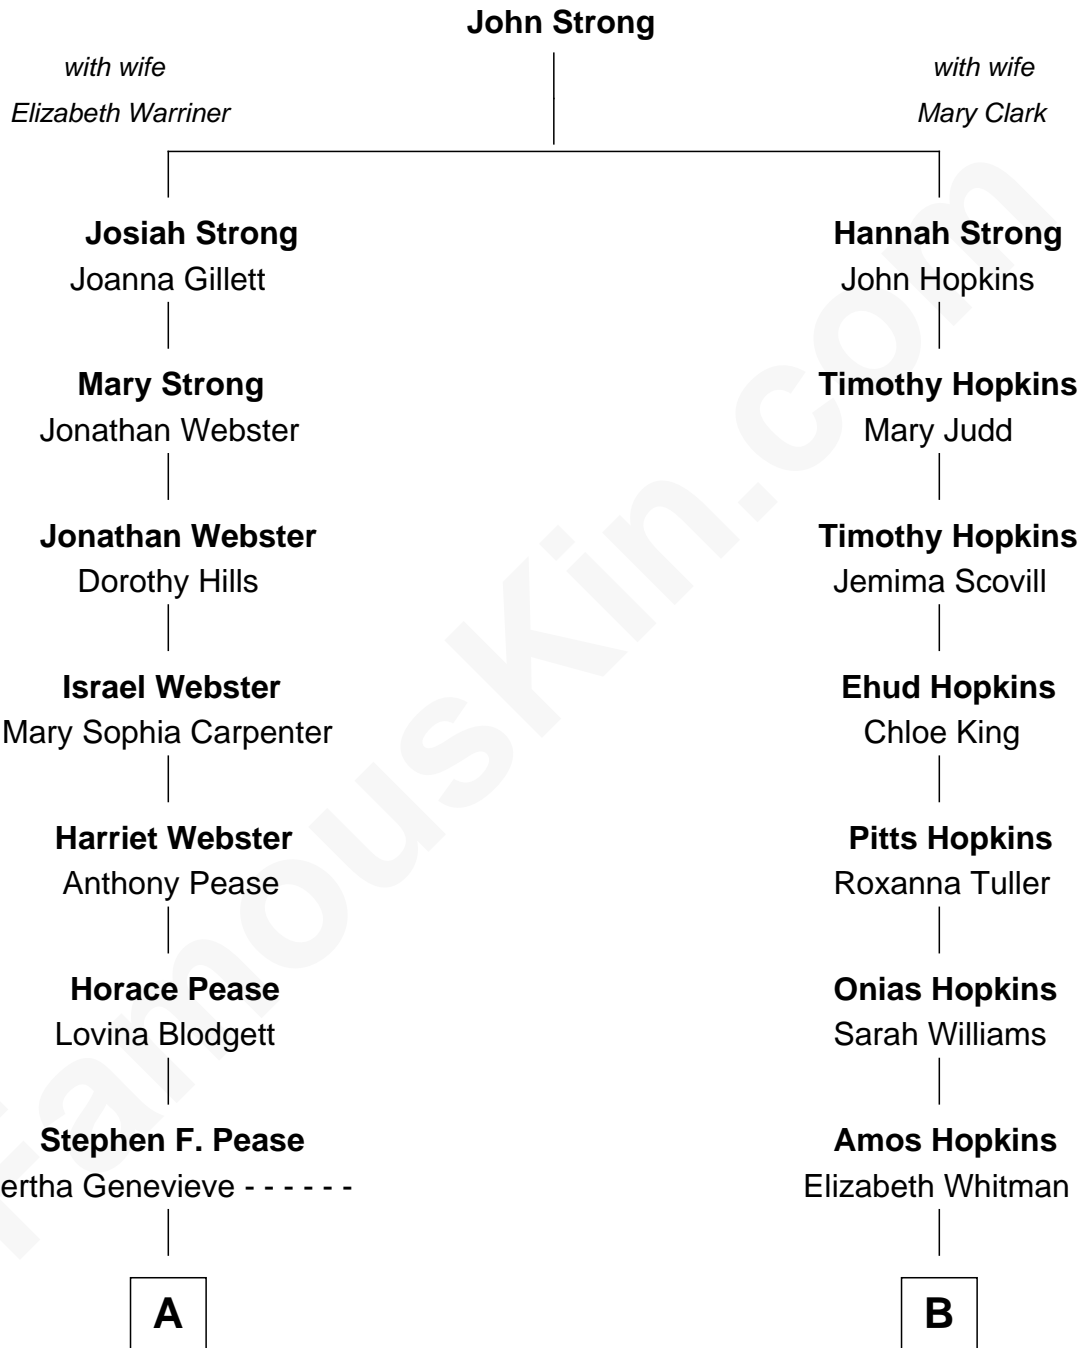 John Strong
with wife
Elizabeth Warriner
with wife
Mary Clark
Josiah Strong
Joanna Gillett
Hannah Strong
John Hopkins
Mary Strong
Jonathan Webster
Timothy Hopkins
Mary Judd
Jonathan Webster
Dorothy Hills
Timothy Hopkins
Jemima Scovill
Israel Webster
Mary Sophia Carpenter
Ehud Hopkins
Chloe King
Harriet Webster
Anthony Pease
Pitts Hopkins
Roxanna Tuller
Horace Pease
Lovina Blodgett
Onias Hopkins
Sarah Williams
Stephen F. Pease
ertha Genevieve - - - - - -
Amos Hopkins
Elizabeth Whitman
A
B
FamousKin.com